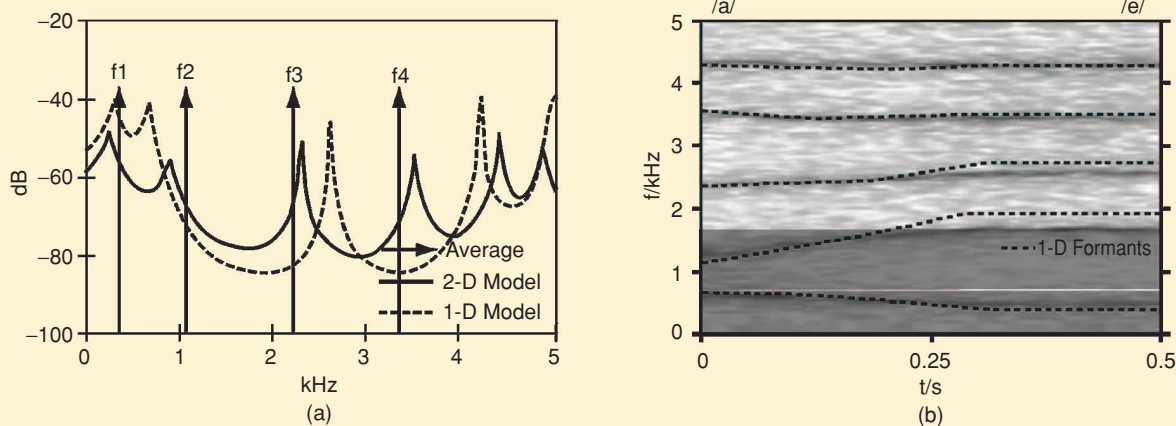 −20
−40
−60
−80
−100
dB
f1
f2
f3
f4
Average
2-D Model
1-D Model
0
1
2
3
4
5
kHz
(a)
/a/
/e/
5
4
3
2
1
0
f/kHz
1-D Formants
0
0.25
0.5
t/s
(b)